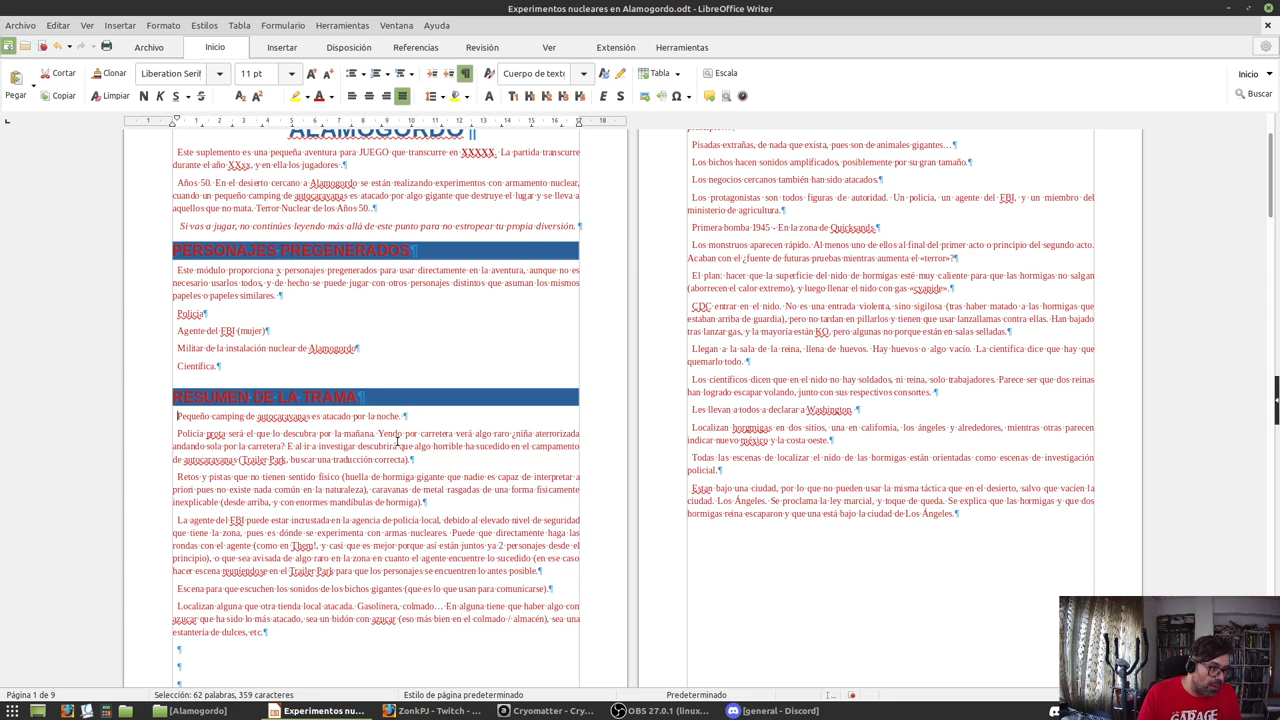 Experimentos nucleares en Alamogordo.odt - LibreOffice Writer
Archivo Editar Ver Insertar Formato Estilos Tabla Formulario Herramientas Ventana Ayuda
Archivo Inicio Insertar Disposición Referencias Revisión Ver Extensión Herramientas
Cortar Clonar Liberation Serif 11 pt Cuerpo de texto Tabla Escala Inicio
Pegar Copiar Limpiar Buscar
ALAMOGORDO
Este suplemento es una pequeña aventura para JUEGO que transcurre en XXXXX. La partida transcurre
durante el año XXxx, y en ella los jugadores .
Años 50. En el desierto cercano a Alamogordo se están realizando experimentos con armamento nuclear,
cuando un pequeño camping de autocaravanas es atacado por algo gigante que destruye el lugar y se lleva a
aquellos que no mata. Terror Nuclear de los Años 50..
Si vas a jugar, no continúes leyendo más allá de este punto para no estropear tu propia diversión.
PERSONAJES PREGENERADOS
Este módulo proporciona x personajes pregenerados para usar directamente en la aventura, aunque no es
necesario usarlos todos, y de hecho se puede jugar con otros personajes distintos que asuman los mismos
papeles o papeles similares.
Policía
Agente del FBI (mujer)
Militar de la instalación nuclear de Alamogordo
Científica.
RESUMEN DE LA TRAMA
Pequeño camping de autocaravanas es atacado por la noche.
Policía prota será el que lo descubra por la mañana. Yendo por carretera verá algo raro ¿niña aterrorizada
andando sola por la carretera? E al ir a investigar descubrirá que algo horrible ha sucedido en el campamento
de autocaravanas (Trailer Park, buscar una traducción correcta).
Retos y pistas que no tienen sentido físico (huella de hormiga gigante que nadie es capaz de interpretar a
priori pues no existe nada común en la naturaleza), caravanas de metal rasgadas de una forma físicamente
inexplicable (desde arriba, y con enormes mandíbulas de hormiga).
La agente del FBI puede estar incrustada en la agencia de policía local, debido al elevado nivel de seguridad
que tiene la zona, pues es dónde se experimenta con armas nucleares. Puede que directamente haga las
rondas con el agente (como en Them!, y casi que es mejor porque así están juntos ya 2 personajes desde el
principio), o que sea avisada de algo raro en la zona en cuanto el agente encuentre lo sucedido (en ese caso
hacer escena reuniéndose en el Trailer Park para que los personajes se encuentren lo antes posible.
Escena para que escuchen los sonidos de los bichos gigantes (que es lo que usan para comunicarse).
Localizan alguna que otra tienda local atacada. Gasolinera, colmado… En alguna tiene que haber algo con
azucar que ha sido lo más atacado, sea un bidón con azucar (eso más bien en el colmado / almacén), sea una
estantería de dulces, etc.
Pisadas extrañas, de nada que exista, pues son de animales gigantes…
Los bichos hacen sonidos amplificados, posiblemente por su gran tamaño.
Los negocios cercanos también han sido atacados.
Los protagonistas son todos figuras de autoridad. Un policía, un agente del FBI, y un miembro del
ministerio de agricultura.
Primera bomba 1945 - En la zona de Quicksands.
Los monstruos aparecen rápido. Al menos uno de ellos al final del primer acto o principio del segundo acto.
Acaban con el ¿fuente de futuras pruebas mientras aumenta el «terror»?
El plan: hacer que la superficie del nido de hormigas esté muy caliente para que las hormigas no salgan
(aborrecen el calor extremo), y luego llenar el nido con gas «cyapide».
CDC entrar en el nido. No es una entrada violenta, sino sigilosa (tras haber matado a las hormigas que
estaban arriba de guardia), pero no tardan en pillarlos y tienen que usar lanzallamas contra ellas. Han bajado
tras lanzar gas, y la mayoría están KO, pero algunas no porque están en salas selladas.
Llegan a la sala de la reina, llena de huevos. Hay huevos o algo vacío. La científica dice que hay que
quemarlo todo.
Los científicos dicen que en el nido no hay soldados, ni reina, solo trabajadores. Parece ser que dos reinas
han logrado escapar volando, junto con sus respectivos consortes.
Les llevan a todos a declarar a Washington.
Localizan horgmigas en dos sitios, una en california, los ángeles y alrededores, mientras otras parecen
indicar nuevo méxico y la costa oeste.
Todas las escenas de localizar el nido de las hormigas están orientadas como escenas de investigación
policial.
Estan bajo una ciudad, por lo que no pueden usar la misma táctica que en el desierto, salvo que vacíen la
ciudad. Los Ángeles. Se proclama la ley marcial, y toque de queda. Se explica que las hormigas y que dos
hormigas reina escaparon y que una está bajo la ciudad de Los Ángeles.
GARAGE
Página 1 de 9 Selección: 62 palabras, 359 caracteres Estilo de página predeterminado Predeterminado
[Alamogordo] Experimentos nu... ZonkPJ - Twitch - ... Cryomatter - Cry... OBS 27.0.1 (linux... [general - Discord]